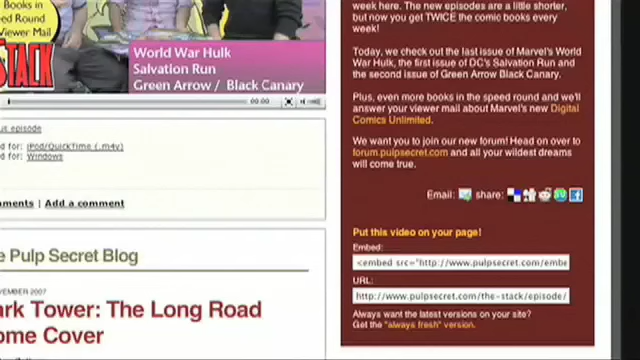 Books in
Speed Round
Viewer Mail
STACK
World War Hulk
Salvation Run
Green Arrow / Black Canary
00:00
us episode
d for: iPod/QuickTime (.m4v)
d for: Windows
mments | Add a comment
e Pulp Secret Blog
VEMBER 2007
ark Tower: The Long Road
ome Cover
week here. The new episodes are a little shorter,
but now you get TWICE the comic books every
week!
Today, we check out the last issue of Marvel's World
War Hulk, the first issue of DC's Salvation Run and
the second issue of Green Arrow Black Canary.
Plus, even more books in the speed round and we'll
answer your viewer mail about Marvel's new Digital
Comics Unlimited.
We want you to join our new forum! Head on over to
forum.pulpsecret.com and all your wildest dreams
will come true.
Email: share:
Put this video on your page!
Embed:
<embed src="http://www.pulpsecret.com/embe
URL:
http://www.pulpsecret.com/the-stack/episode/
Always want the latest versions on your site?
Get the "always fresh" version.